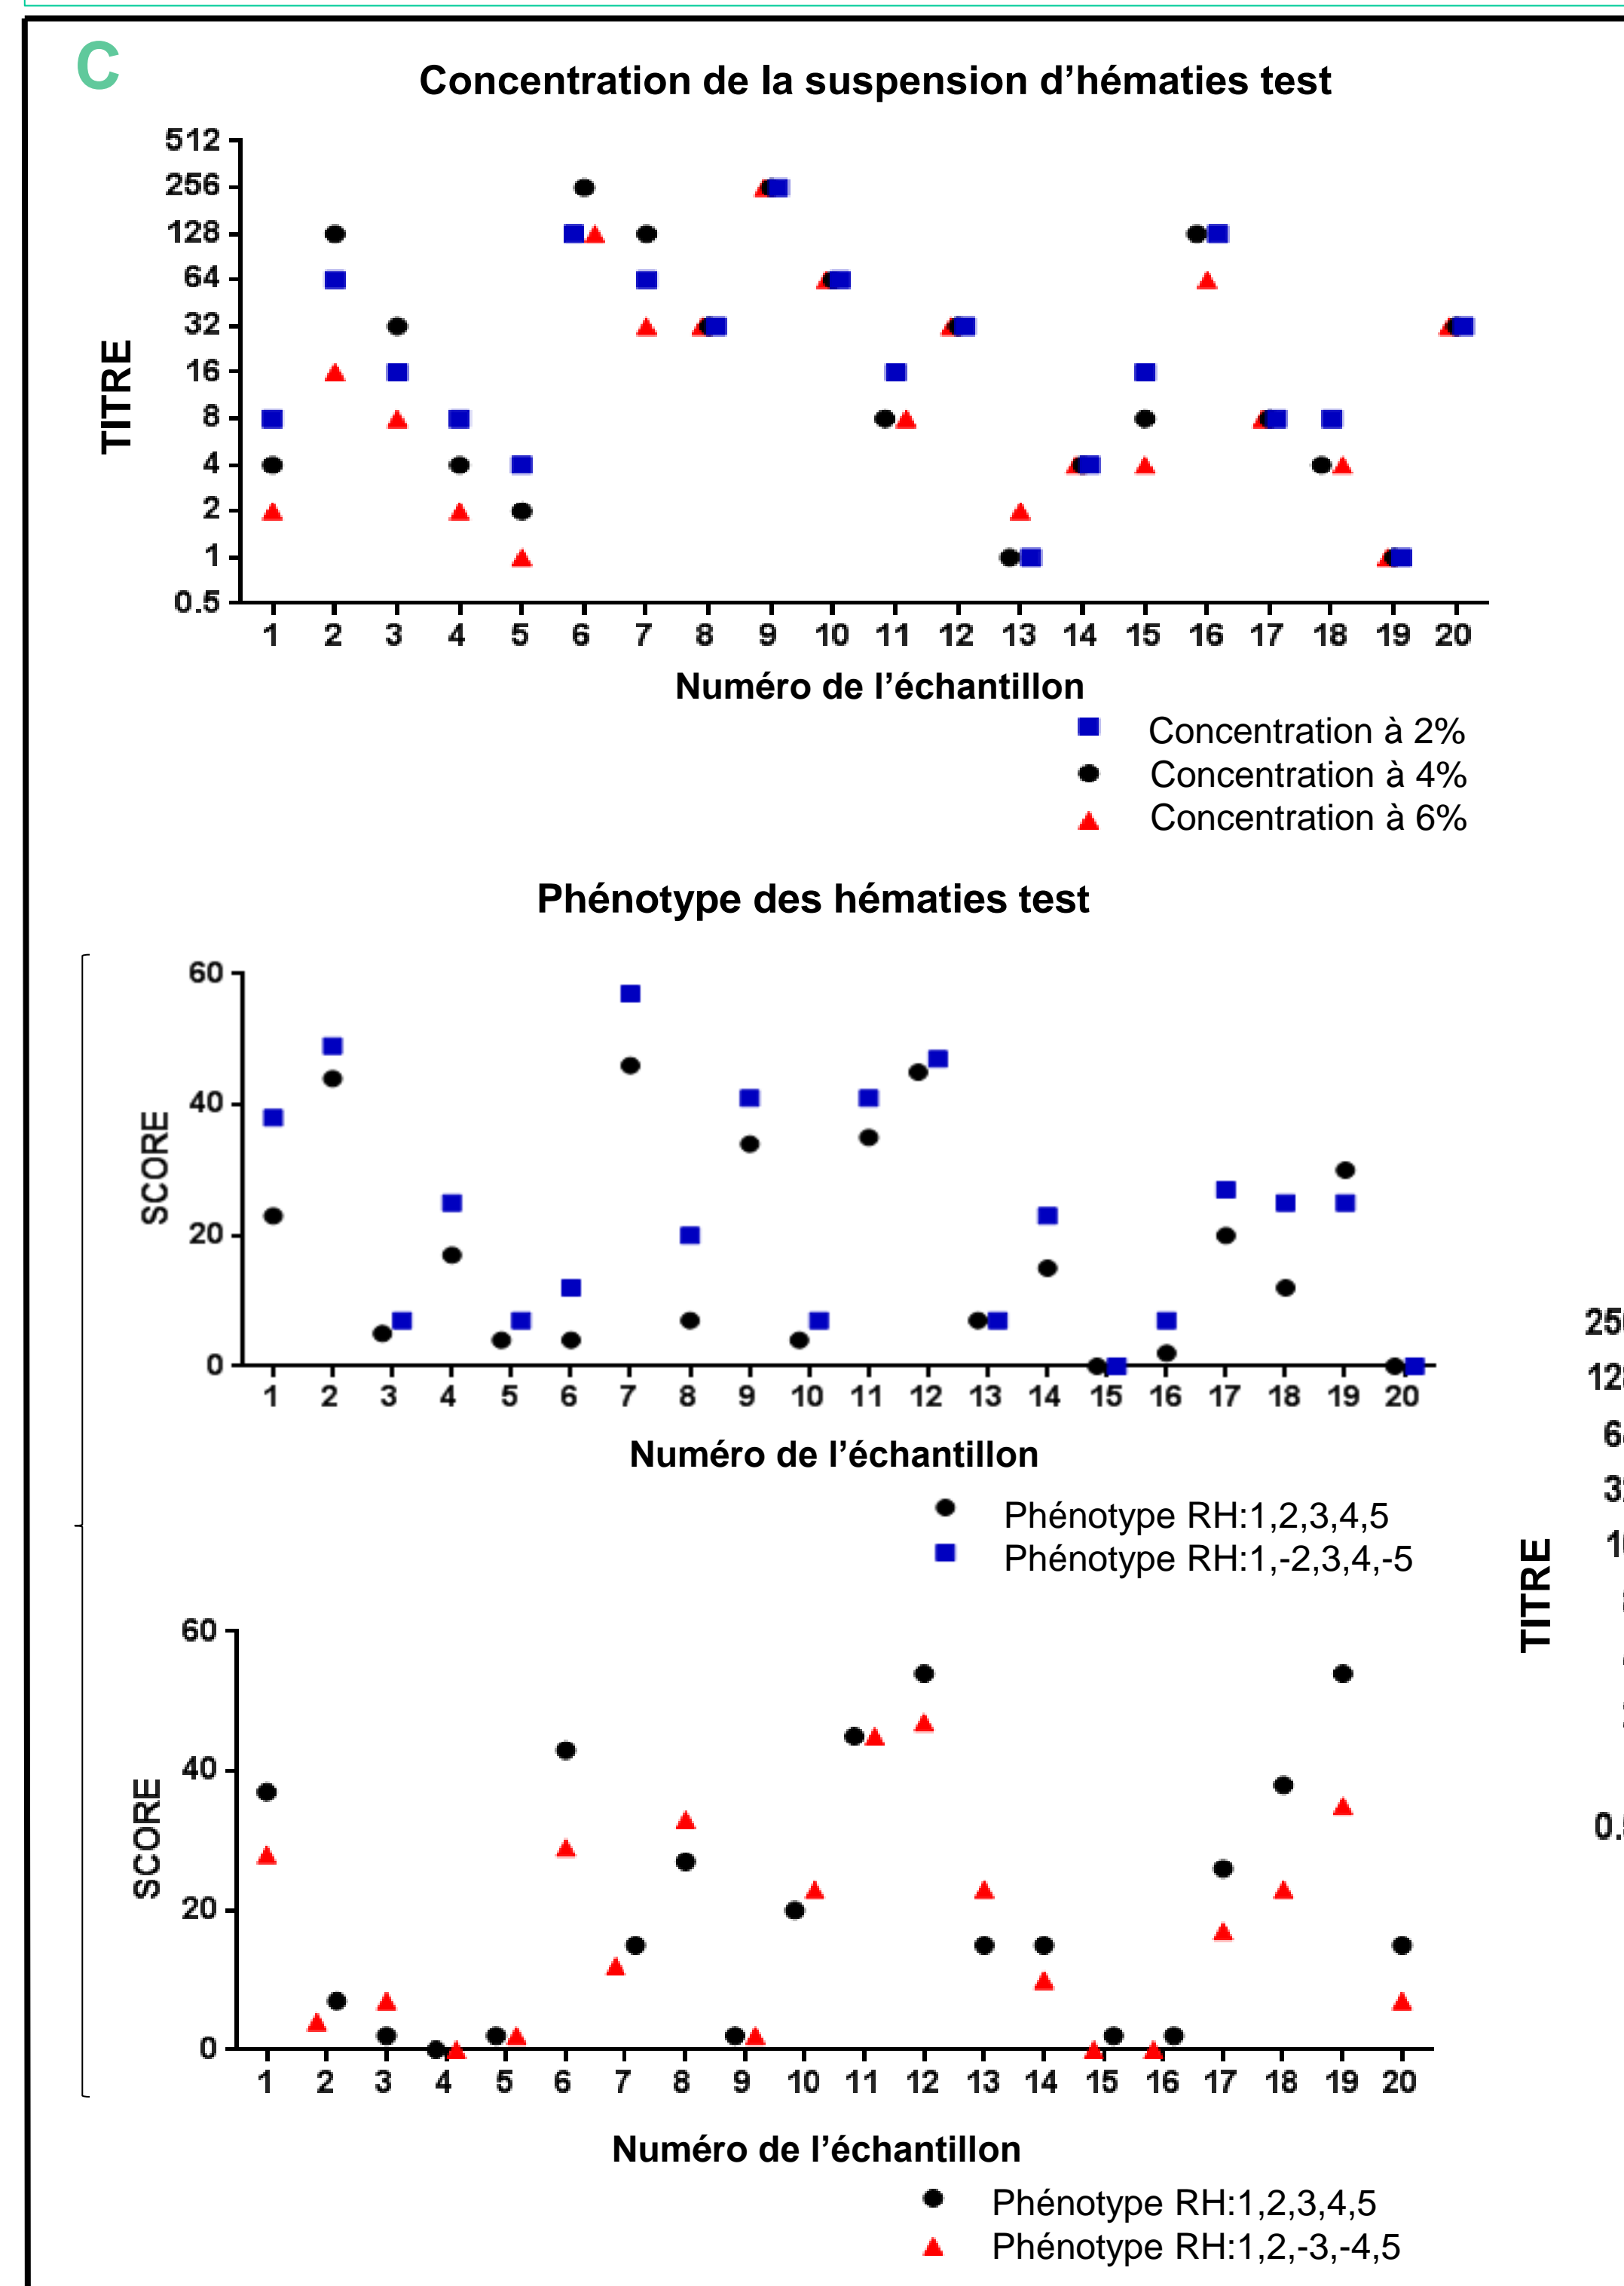 C
Concentration de la suspension d’hématies test
512
256
128
64
32
16
8
4
2
1
0.5
TITRE
1 2 3 4 5 6 7 8 9 10 11 12 13 14 15 16 17 18 19 20
Numéro de l’échantillon
Concentration à 2%
Concentration à 4%
Concentration à 6%
Phénotype des hématies test
60
40
20
0
SCORE
1 2 3 4 5 6 7 8 9 10 11 12 13 14 15 16 17 18 19 20
Numéro de l’échantillon
Phénotype RH:1,2,3,4,5
Phénotype RH:1,-2,3,4,-5
60
40
20
0
SCORE
1 2 3 4 5 6 7 8 9 10 11 12 13 14 15 16 17 18 19 20
Numéro de l’échantillon
Phénotype RH:1,2,3,4,5
Phénotype RH:1,2,-3,-4,5
TITRE